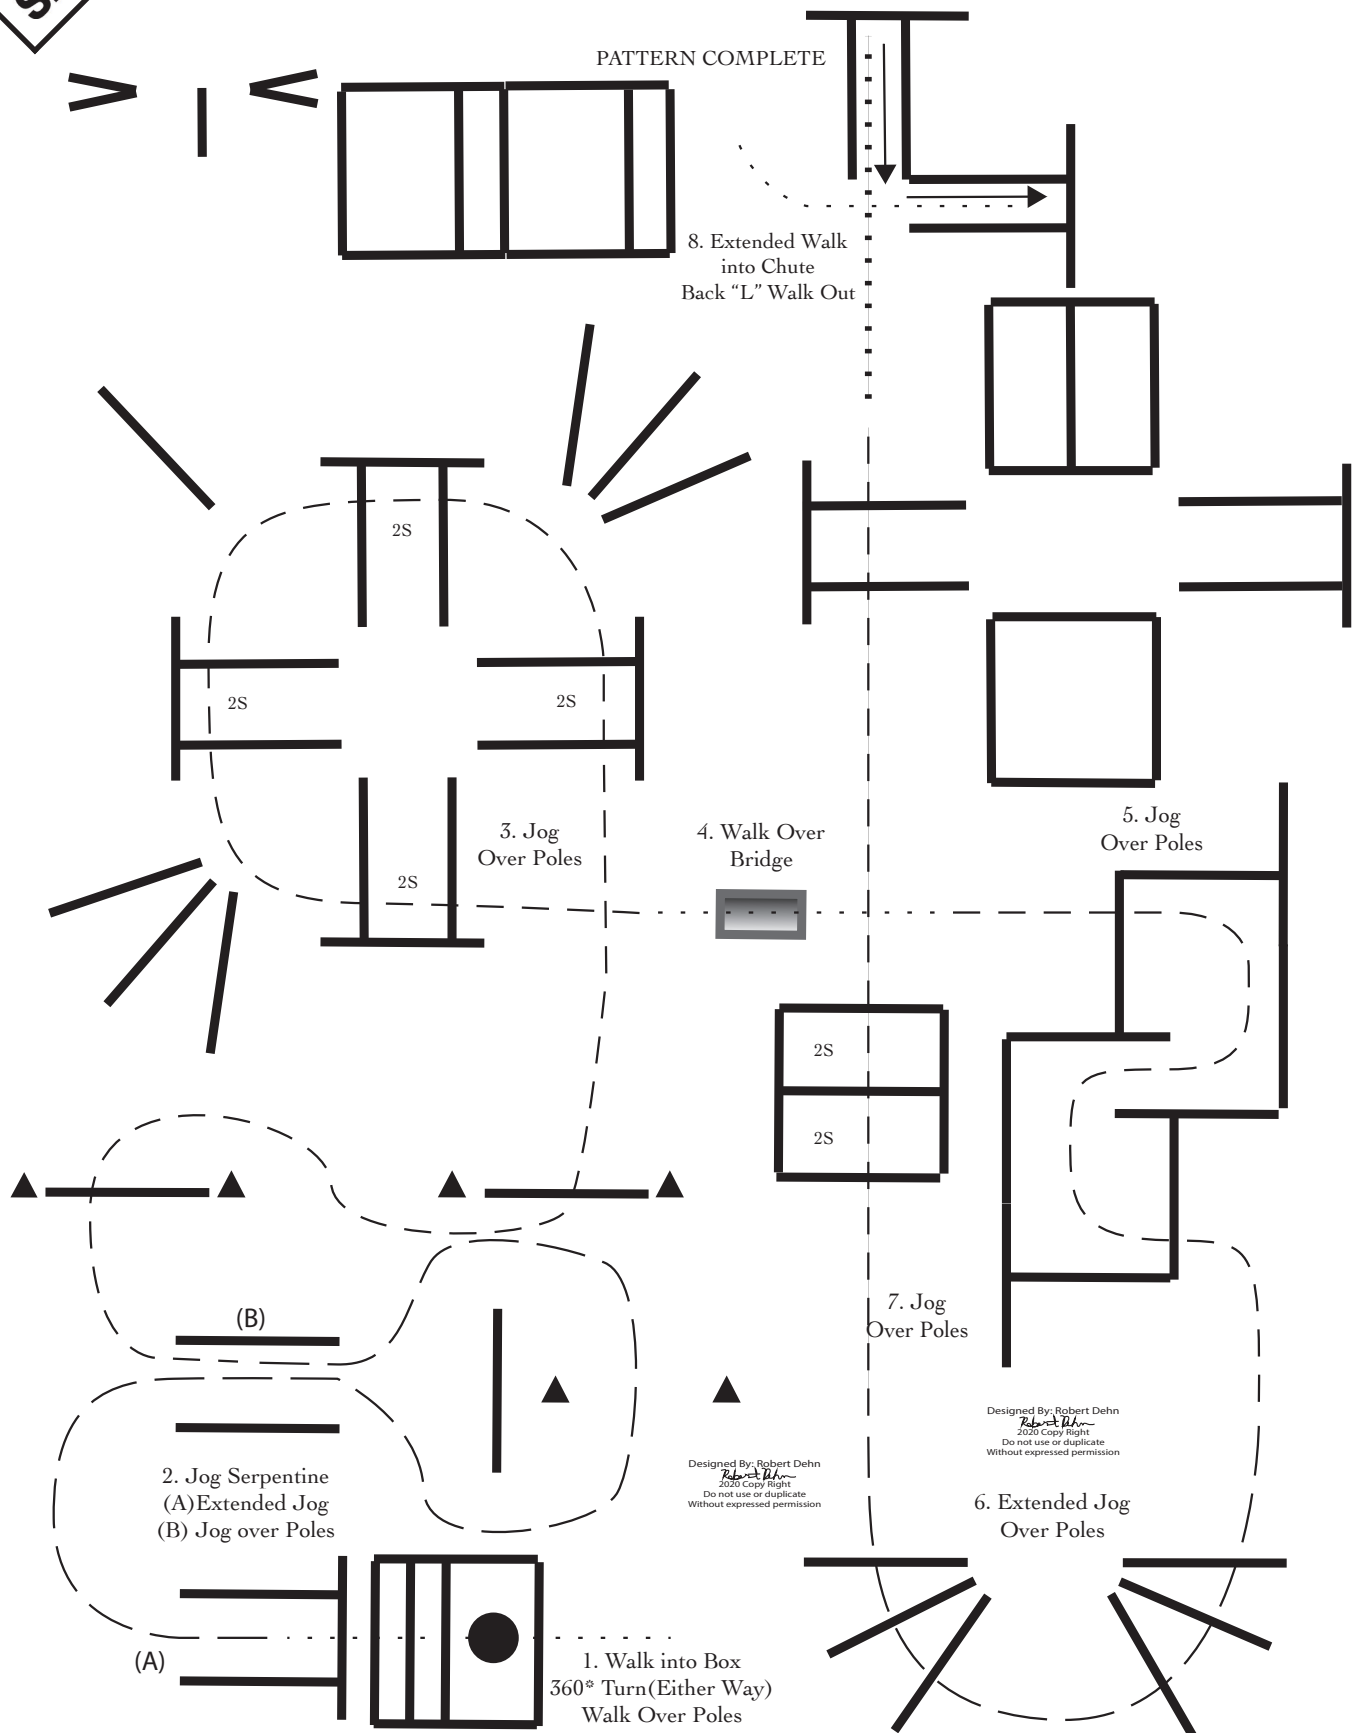 PATTERN COMPLETE
8. Extended Walk
into Chute
Back “L” Walk Out
2S
2S
2S
2S
3. Jog
Over Poles
4. Walk Over
Bridge
5. Jog
Over Poles
2S
2S
(B)
7. Jog
Over Poles
2. Jog Serpentine
(A)Extended Jog
(B) Jog over Poles
Designed By: Robert Dehn
Robert Dehn
2020 Copy Right
Do not use or duplicate
Without expressed permission
Designed By: Robert Dehn
Robert Dehn
2020 Copy Right
Do not use or duplicate
Without expressed permission
6. Extended Jog
Over Poles
(A)
1. Walk into Box
360° Turn(Either Way)
Walk Over Poles